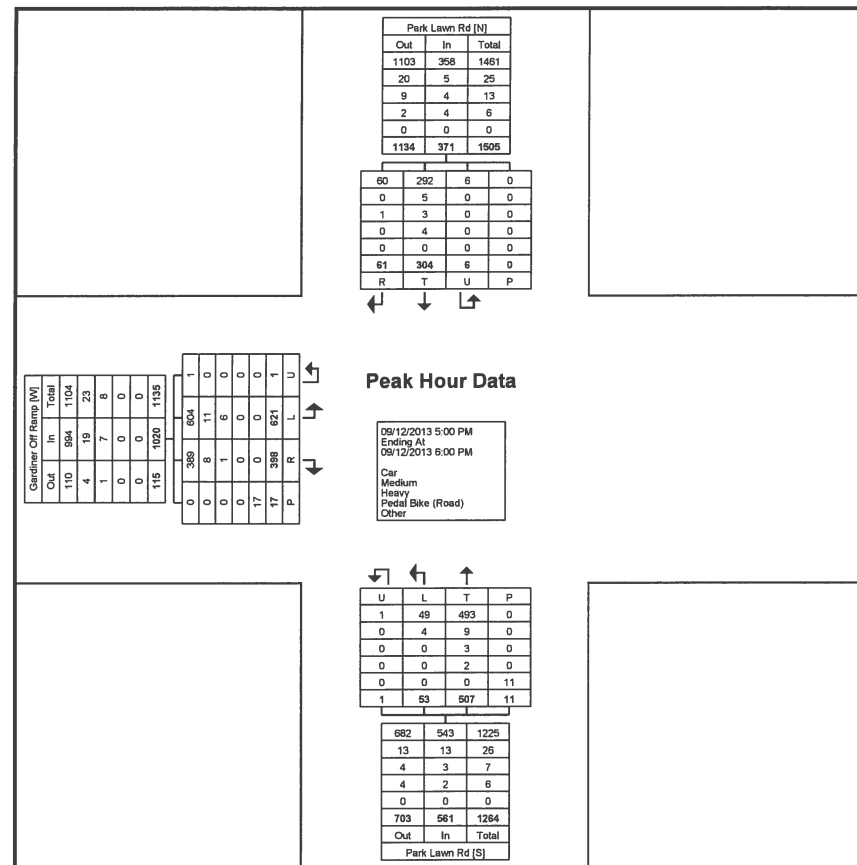 Park Lawn Rd [N]
Out In Total
1103 358 1461
20 5 25
9 4 13
2 4 6
0 0 0
1134 371 1505
60 292 6 0
0 5 0 0
1 3 0 0
0 4 0 0
0 0 0 0
61 304 6 0
R T U P
Gardiner Off Ramp [W]
Out In Total
110 994 1104
4 19 23
1 7 8
0 0 0
0 0 0
115 1020 1135
0 389 604 1
0 8 11 0
0 1 6 0
0 0 0 0
17 0 0 0
17 398 621 1
P R L U
Peak Hour Data
09/12/2013 5:00 PM
Ending At
09/12/2013 6:00 PM
Car
Medium
Heavy
Pedal Bike (Road)
Other
U L T P
1 49 493 0
0 4 9 0
0 0 3 0
0 0 2 0
0 0 0 11
1 53 507 11
682 543 1225
13 13 26
4 3 7
4 2 6
0 0 0
703 561 1264
Out In Total
Park Lawn Rd [S]